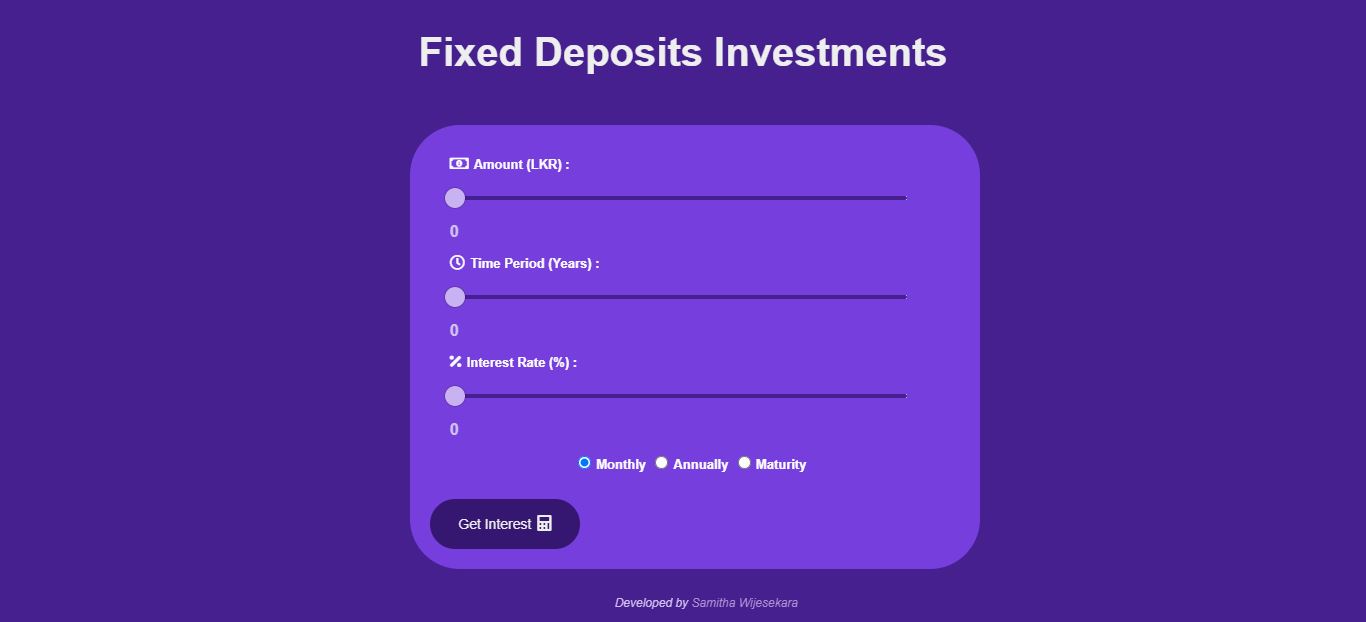 Fixed Deposits Investments
Amount (LKR) :
0
Time Period (Years) :
0
Interest Rate (%) :
0
Monthly Annually Maturity
Get Interest
Developed by Samitha Wijesekara